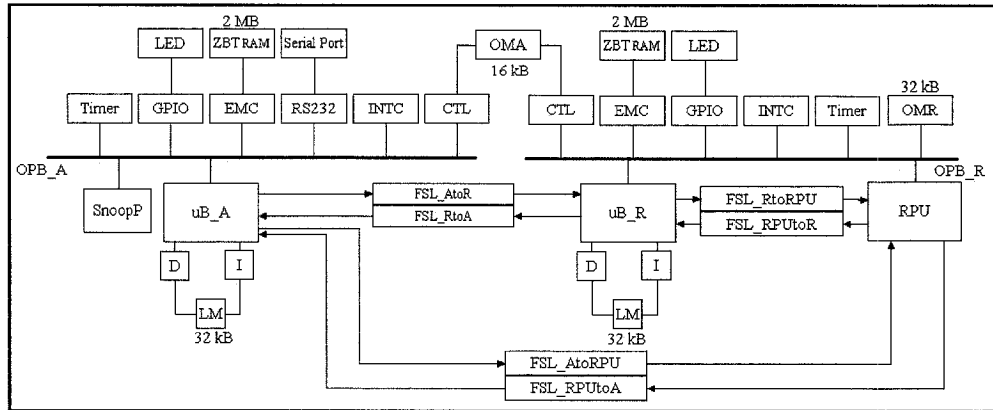 2 MB
LED
ZBT RAM
Serial Port
OMA
16 kB
2 MB
ZBT RAM
LED
32 kB
Timer
GPIO
EMC
RS232
INTC
CTL
CTL
EMC
GPIO
INTC
Timer
OMR
OPB_A
OPB_R
SnoopP
uB_A
FSL_AtoR
FSL_RtoA
uB_R
FSL_RtoRPU
FSL_RPUtoR
RPU
D
I
LM
32 kB
D
I
LM
32 kB
FSL_AtoRPU
FSL_RPUtoA